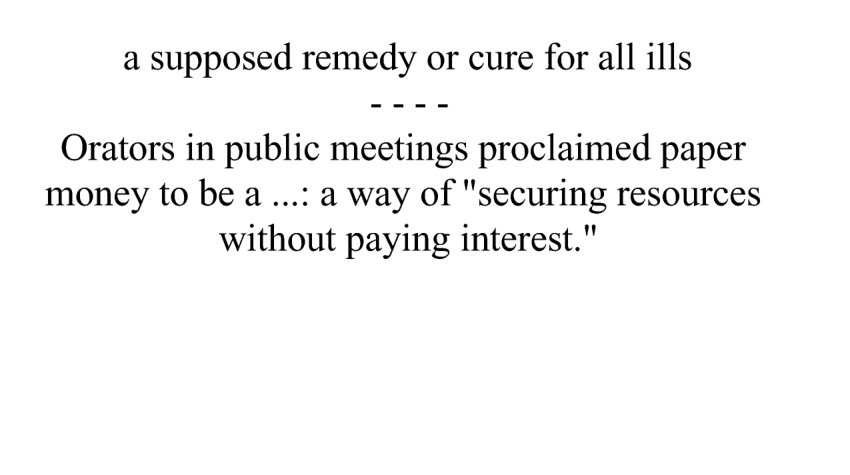 a supposed remedy or cure for all ills
- - - -
Orators in public meetings proclaimed paper
money to be a ...: a way of "securing resources
without paying interest."